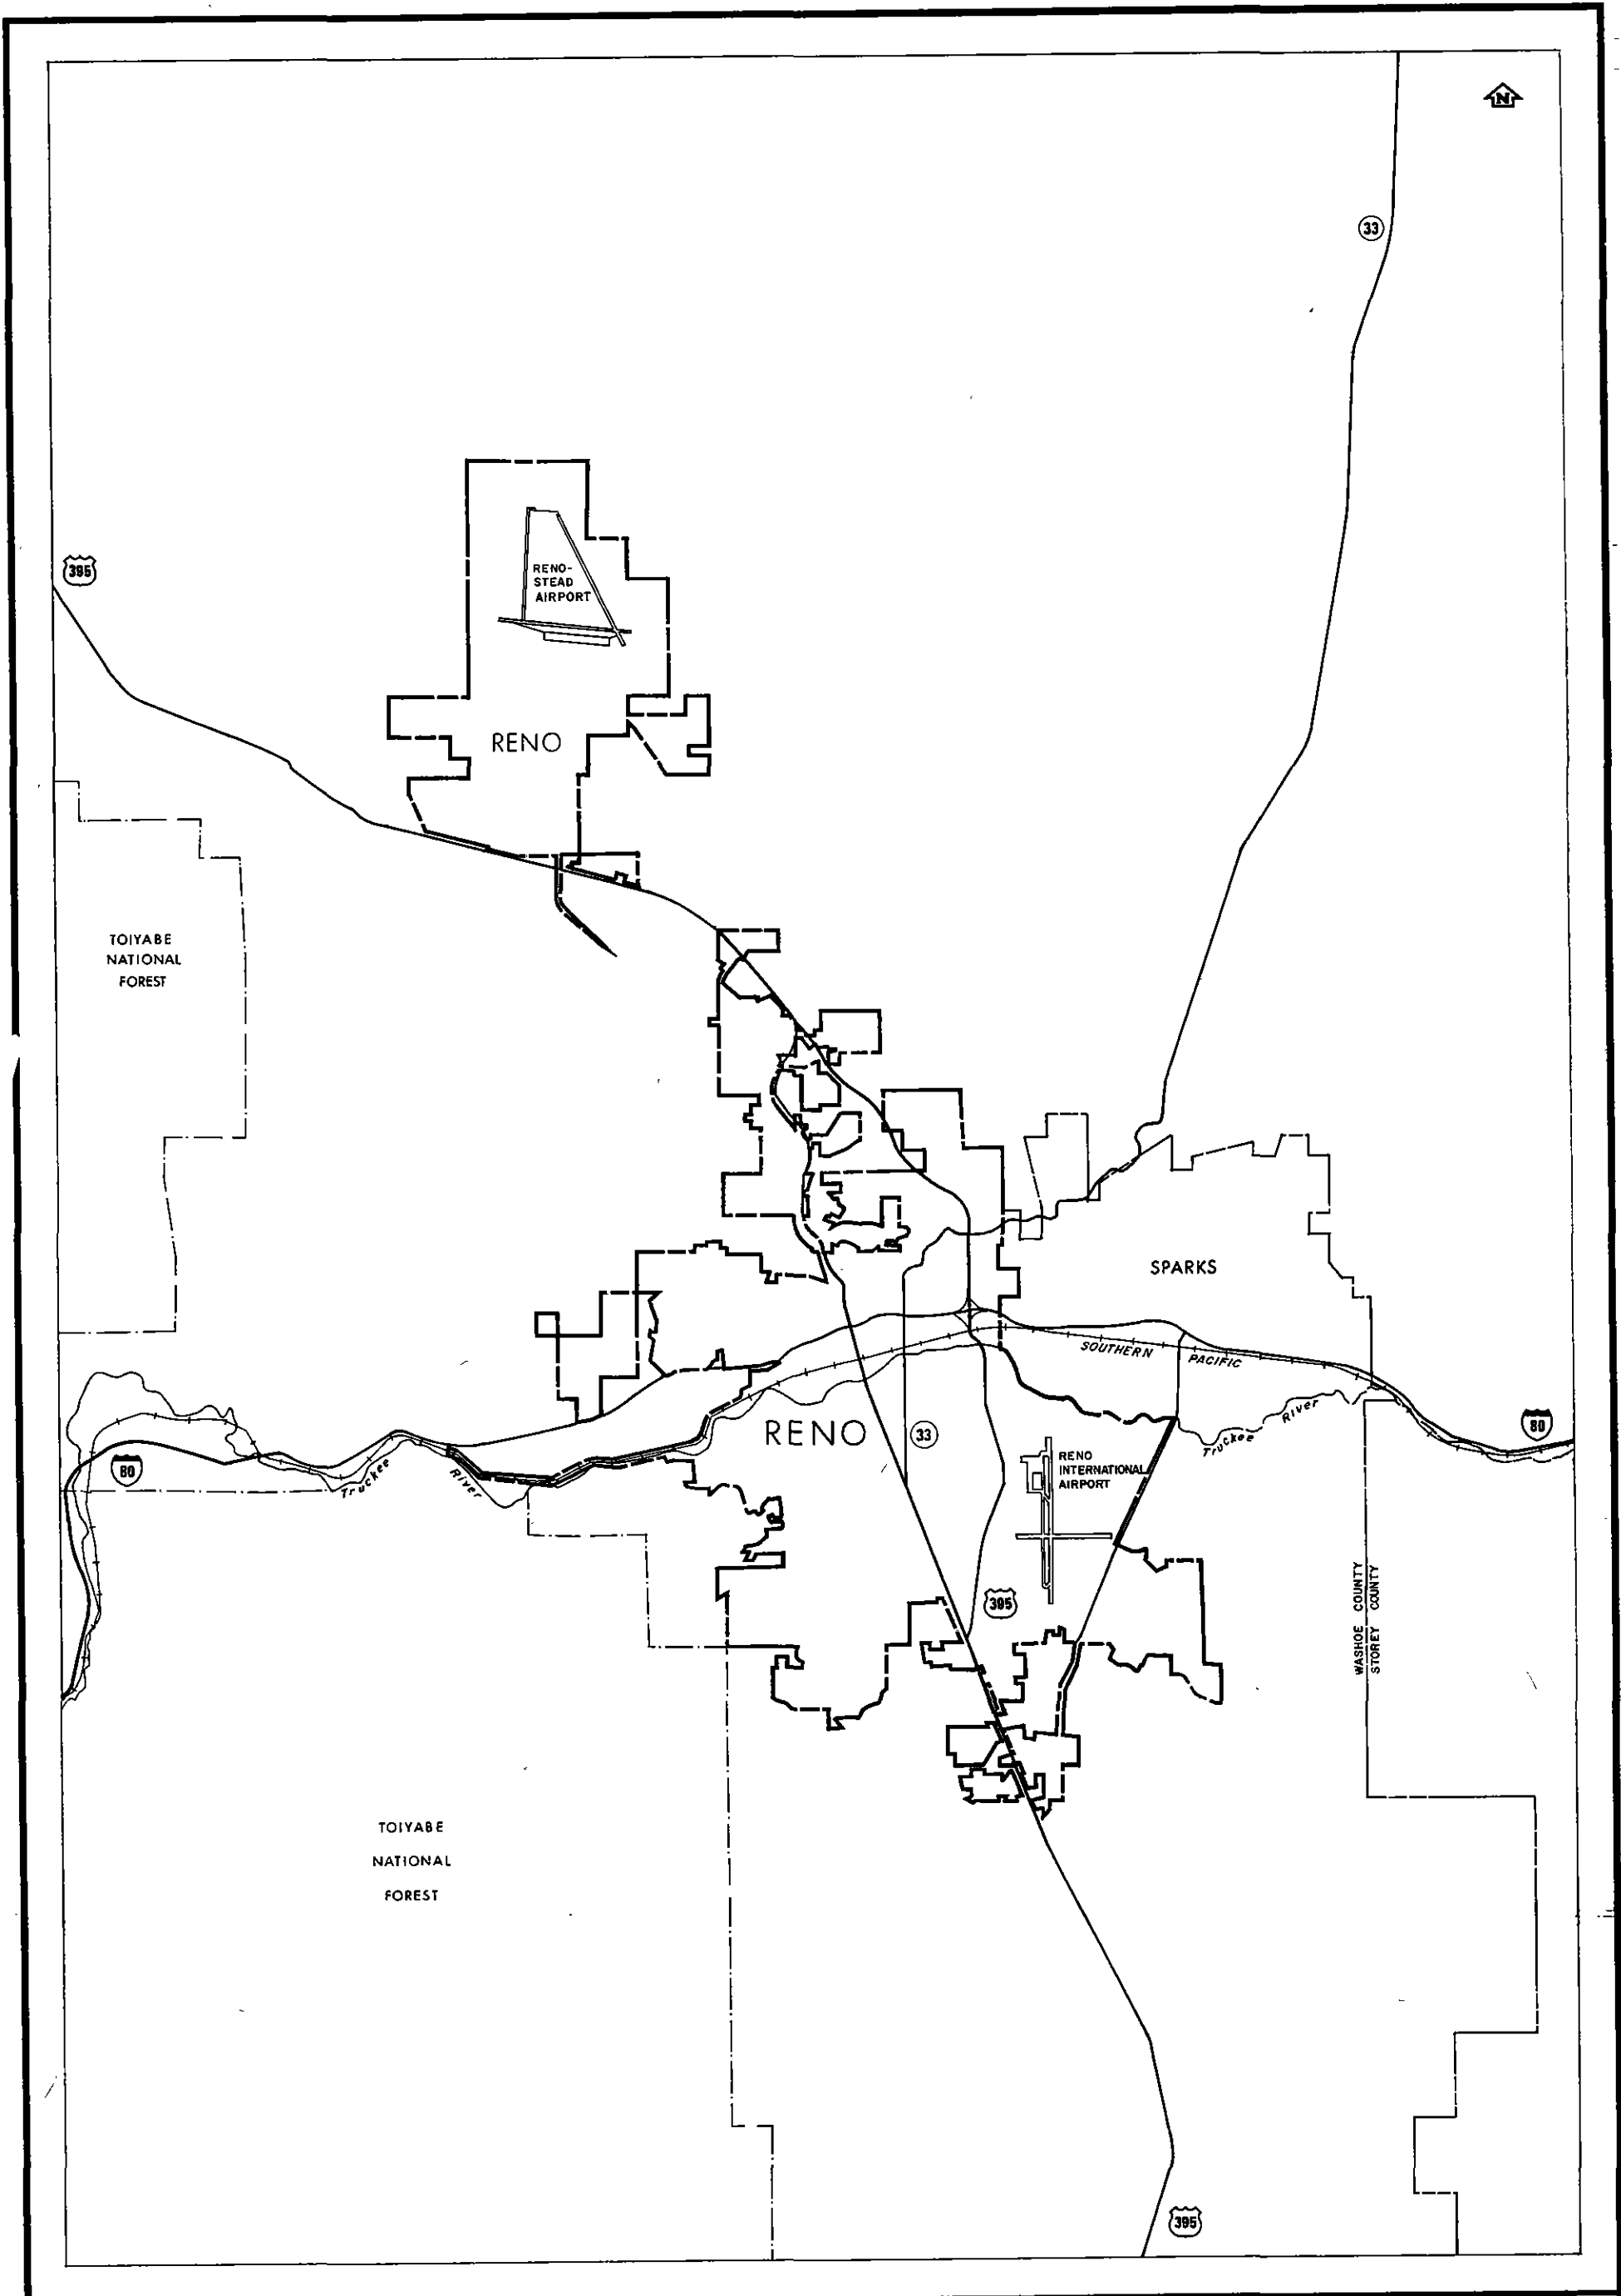 N
33
395
RENO-
STEAD
AIRPORT
RENO
TOIYABE
NATIONAL
FOREST
SPARKS
SOUTHERN PACIFIC
RENO
33
80
Truckee River
Truckee River
80
RENO
INTERNATIONAL
AIRPORT
395
WASHOE COUNTY
STOREY COUNTY
TOIYABE
NATIONAL
FOREST
395